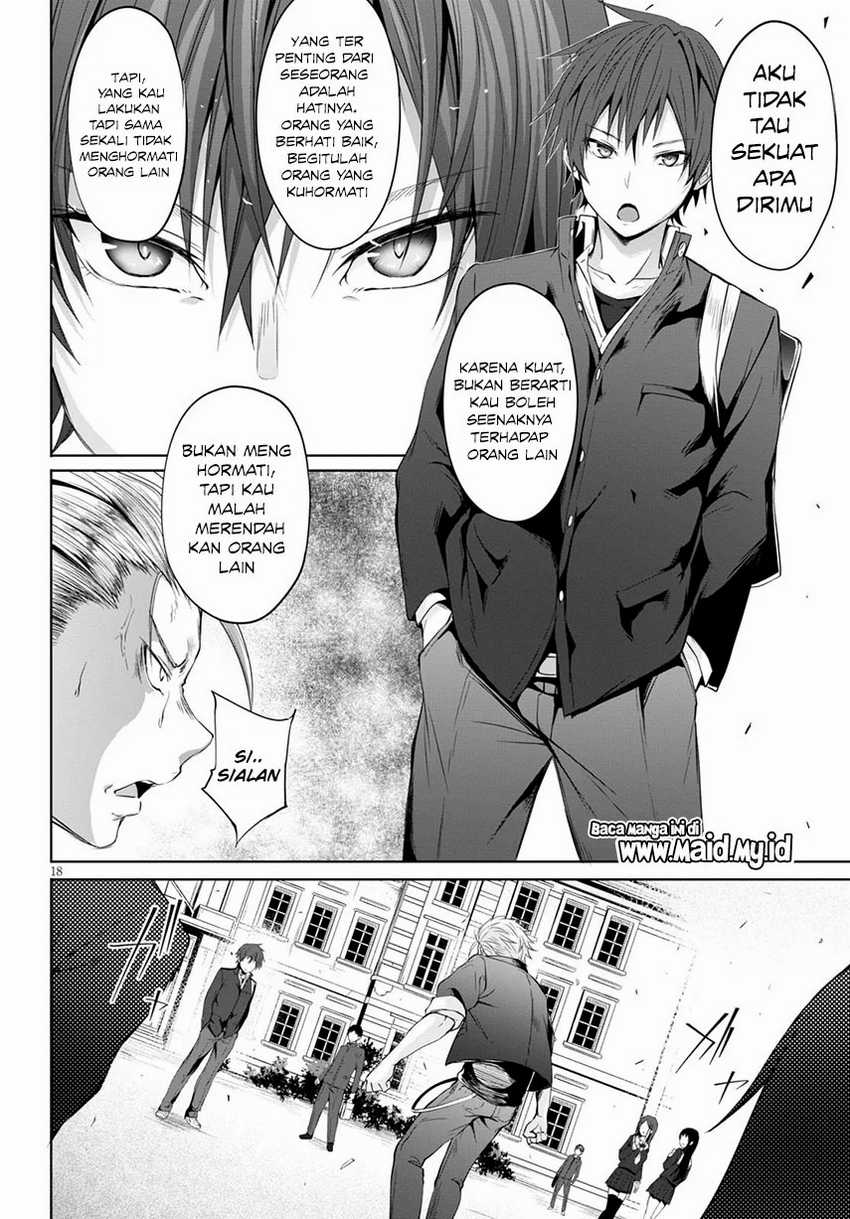 AKU
TIDAK
TAU
SEKUAT
APA
DIRIMU
KARENA KUAT,
BUKAN BERARTI
KAU BOLEH
SEENAKNYA
TERHADAP
ORANG LAIN
YANG TER
PENTING DARI
SESEORANG
ADALAH
HATINYA.
ORANG YANG
BERHATI BAIK,
BEGITULAH
ORANG YANG
KUHORMATI
TAPI,
YANG KAU
LAKUKAN
TADI SAMA
SEKALI TIDAK
MENGHORMATI
ORANG LAIN
BUKAN MENG
HORMATI,
TAPI KAU
MALAH
MERENDAH
KAN ORANG
LAIN
SI..
SIALAN
Baca Manga ini di
www.Maid.My.id
18